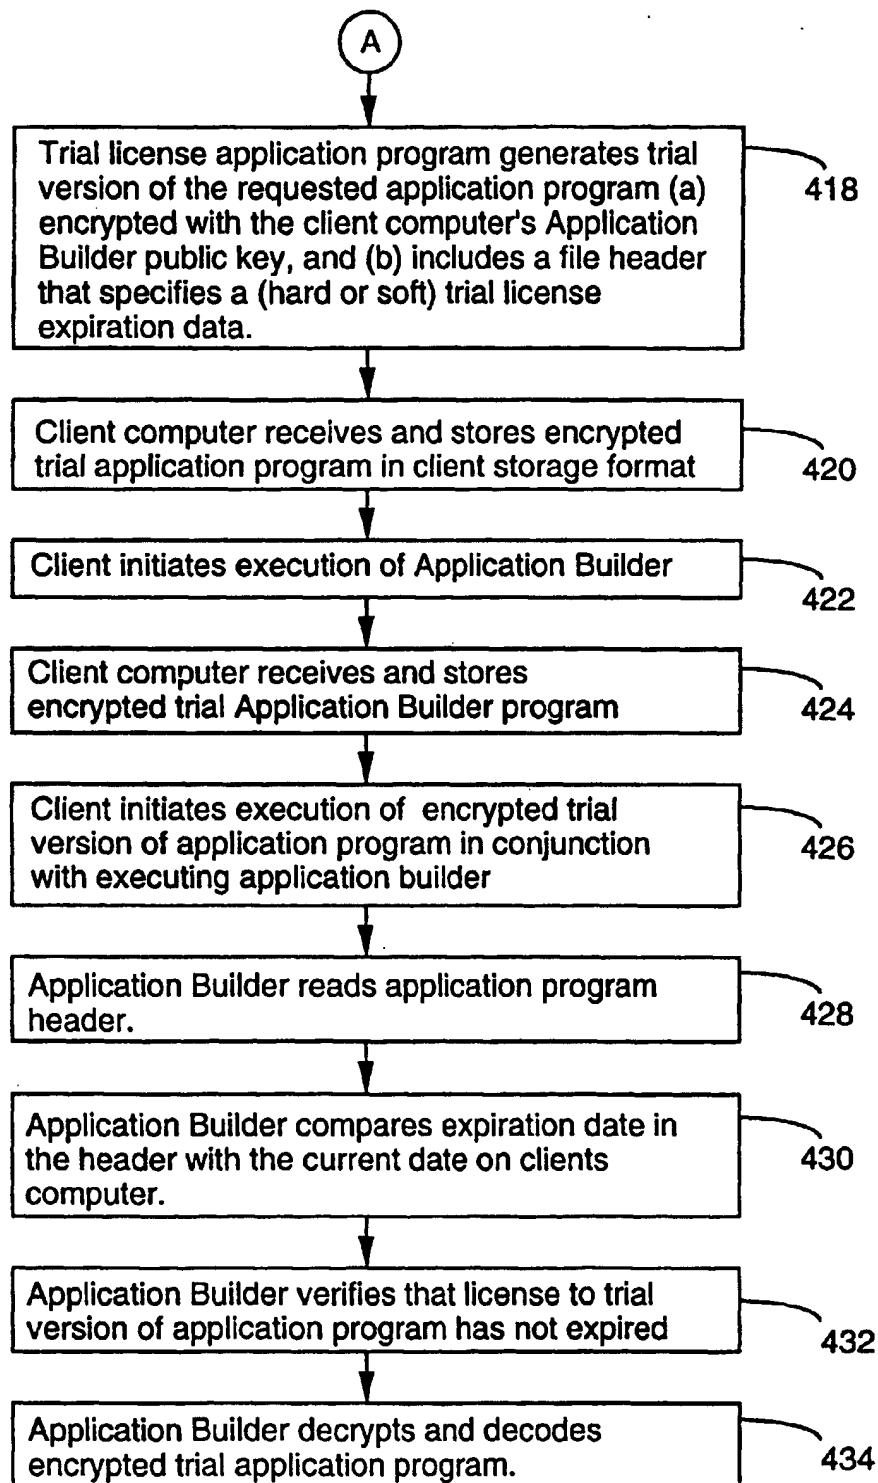 A
Trial license application program generates trial
version of the requested application program (a)
encrypted with the client computer's Application
Builder public key, and (b) includes a file header
that specifies a (hard or soft) trial license
expiration data.
418
Client computer receives and stores encrypted
trial application program in client storage format
420
Client initiates execution of Application Builder
422
Client computer receives and stores
encrypted trial Application Builder program
424
Client initiates execution of encrypted trial
version of application program in conjunction
with executing application builder
426
Application Builder reads application program
header.
428
Application Builder compares expiration date in
the header with the current date on clients
computer.
430
Application Builder verifies that license to trial
version of application program has not expired
432
Application Builder decrypts and decodes
encrypted trial application program.
434